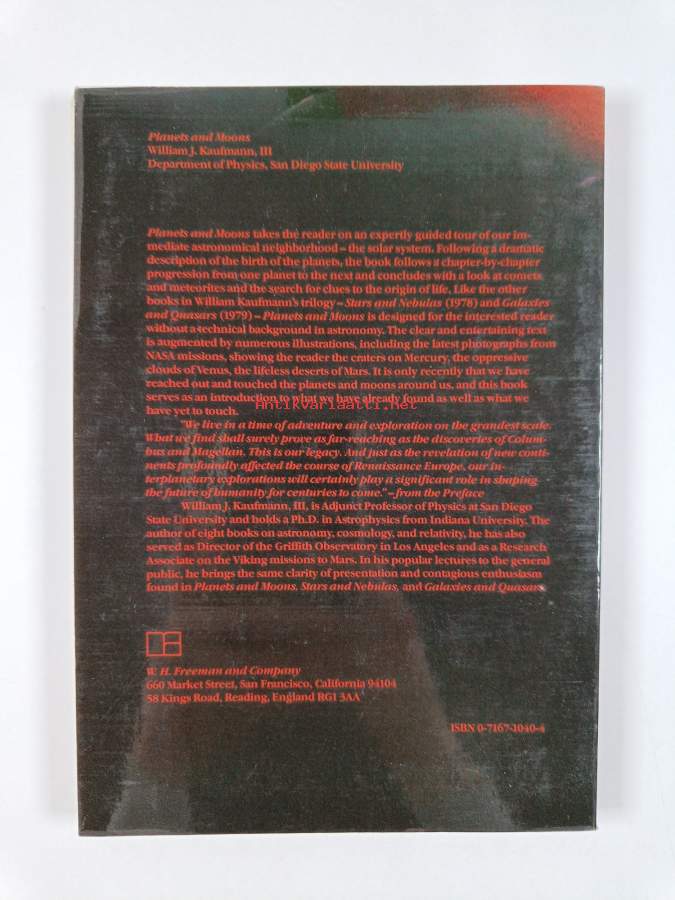 Planets and Moons
William J. Kaufmann, III
Department of Physics, San Diego State University
Planets and Moons takes the reader on an expertly guided tour of our im-
mediate astronomical neighborhood – the solar system. Following a dramatic
description of the birth of the planets, the book follows a chapter-by-chapter
progression from one planet to the next and concludes with a look at comets
and meteorites and the search for clues to the origin of life. Like the other
books in William Kaufmann's trilogy – Stars and Nebulas (1978) and Galaxies
and Quasars (1979) – Planets and Moons is designed for the interested reader
without a technical background in astronomy. The clear and entertaining text
is augmented by numerous illustrations, including the latest photographs from
NASA missions, showing the reader the craters on Mercury, the oppressive
clouds of Venus, the lifeless deserts of Mars. It is only recently that we have
reached out and touched the planets and moons around us, and this book
serves as an introduction to what we have already found as well as what we
have yet to touch.
Antikvariaatti.net
"We live in a time of adventure and exploration on the grandest scale.
What we find shall surely prove as far-reaching as the discoveries of Colum-
bus and Magellan. This is our legacy. And just as the revelation of new conti-
nents profoundly affected the course of Renaissance Europe, our in-
terplanetary explorations will certainly play a significant role in shaping
the future of humanity for centuries to come." – from the Preface
William J. Kaufmann, III, is Adjunct Professor of Physics at San Diego
State University and holds a Ph.D. in Astrophysics from Indiana University. The
author of eight books on astronomy, cosmology, and relativity, he has also
served as Director of the Griffith Observatory in Los Angeles and as a Research
Associate on the Viking missions to Mars. In his popular lectures to the general
public, he brings the same clarity of presentation and contagious enthusiasm
found in Planets and Moons, Stars and Nebulas, and Galaxies and Quasars.
W. H. Freeman and Company
660 Market Street, San Francisco, California 94104
58 Kings Road, Reading, England RG1 3AA
ISBN 0-7167-1040-4